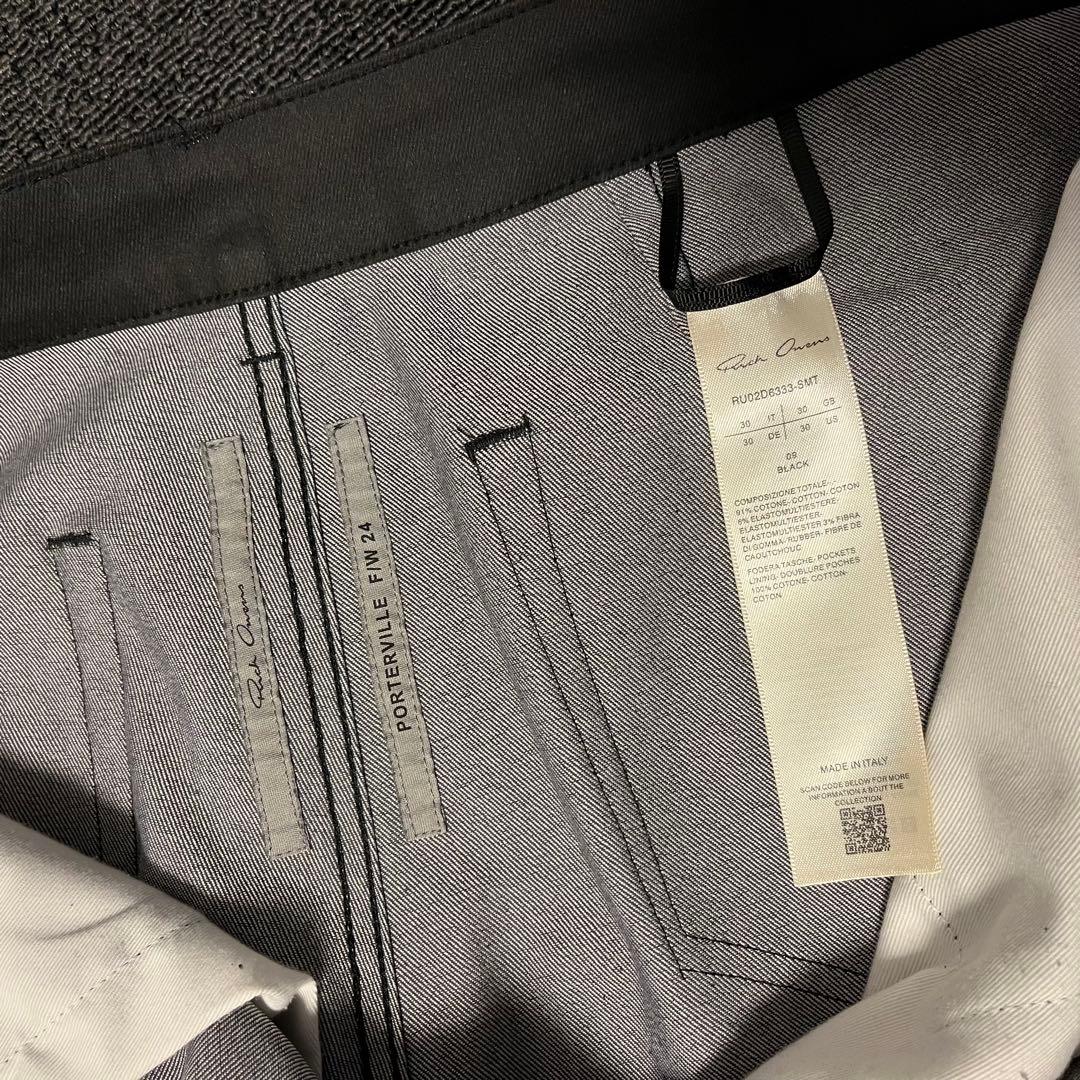 Rick Owens
PORTERVILLE F/W 24
Rick Owens
RU02D6333-SMT
30 IT 30 GB
30 DE 30 US
09
BLACK
COMPOSIZIONE TOTALE-
91% COTONE- COTTON- COTON
6% ELASTOMULTIESTERE-
ELASTOMULTIESTER-
ELASTOMULTIESTER 3% FIBRA
DI GOMMA- RUBBER- FIBRE DE
CAOUTCHOUC
FODERA TASCHE- POCKETS
LINING- DOUBLURE POCHES
100% COTONE- COTTON-
COTON
MADE IN ITALY
SCAN CODE BELOW FOR MORE
INFORMATION ABOUT THE
COLLECTION